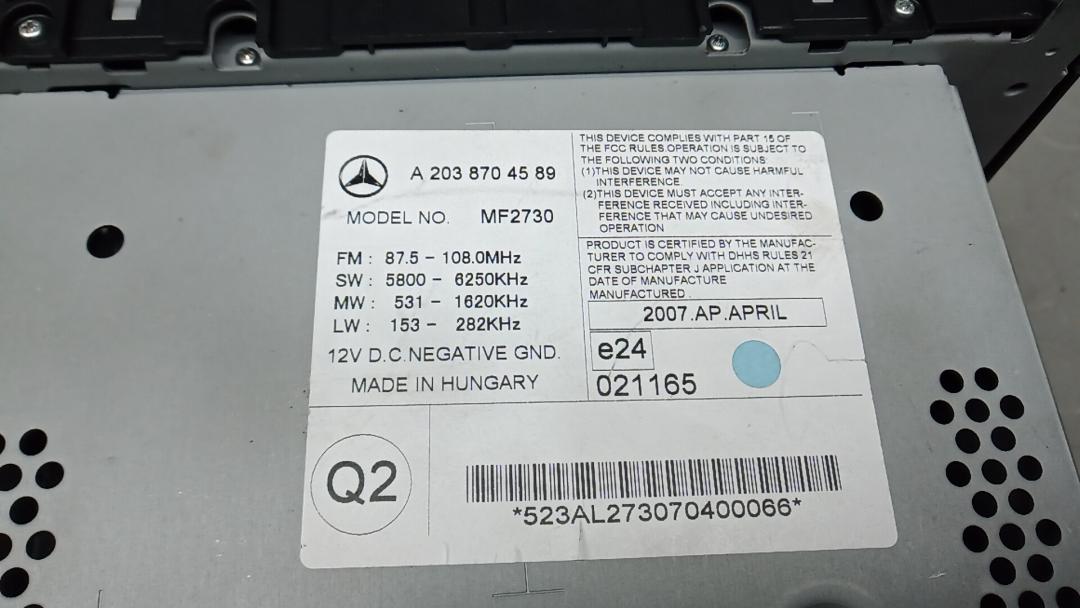 A 203 870 45 89
MODEL NO. MF2730
FM : 87.5 - 108.0MHz
SW : 5800 - 6250KHz
MW : 531 - 1620KHz
LW : 153 - 282KHz
12V D.C.NEGATIVE GND.
MADE IN HUNGARY
THIS DEVICE COMPLIES WITH PART 15 OF
THE FCC RULES.OPERATION IS SUBJECT TO
THE FOLLOWING TWO CONDITIONS:
(1)THIS DEVICE MAY NOT CAUSE HARMFUL
INTERFERENCE.
(2)THIS DEVICE MUST ACCEPT ANY INTER-
FERENCE RECEIVED INCLUDING INTER-
FERENCE THAT MAY CAUSE UNDESIRED
OPERATION
PRODUCT IS CERTIFIED BY THE MANUFAC-
TURER TO COMPLY WITH DHHS RULES 21
CFR SUBCHAPTER J APPLICATION AT THE
DATE OF MANUFACTURE
MANUFACTURED .
2007.AP.APRIL
e24
021165
Q2
*523AL273070400066*